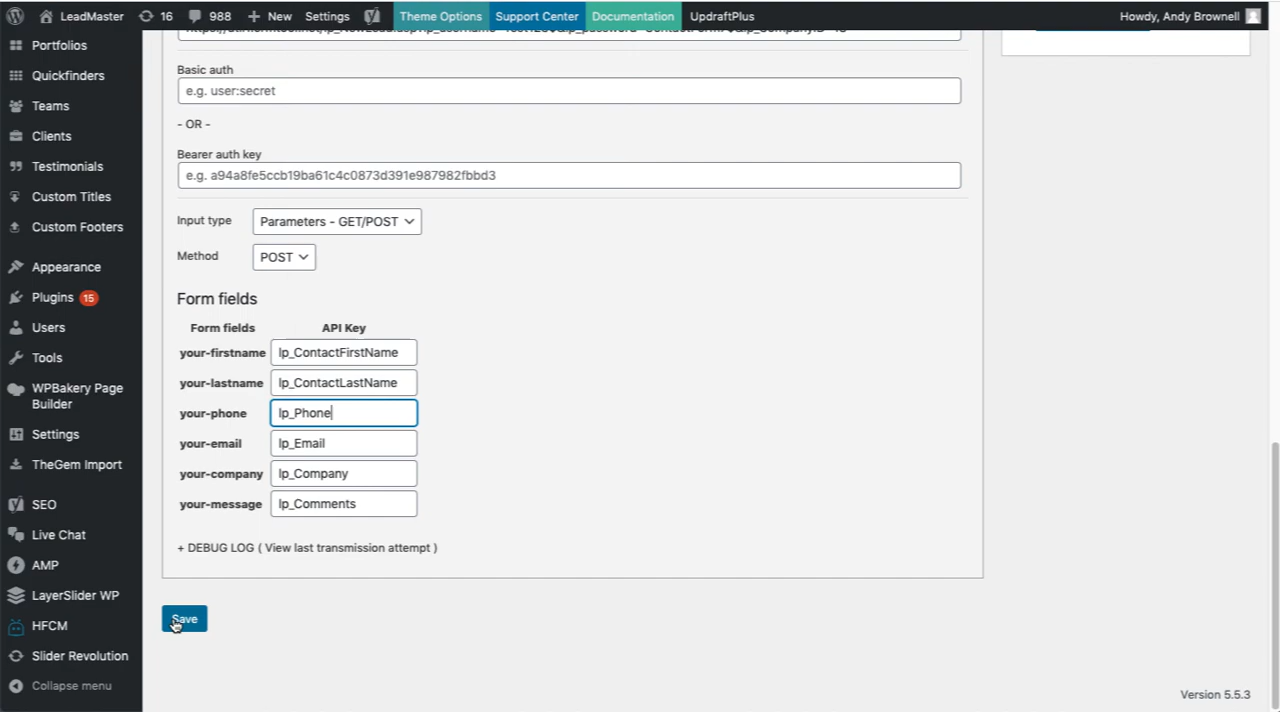 LeadMaster 16 988 New Settings Theme Options Support Center Documentation UpdraftPlus Howdy, Andy Brownell
Portfolios
Quickfinders
Teams
Clients
Testimonials
Custom Titles
Custom Footers
Appearance
Plugins 15
Users
Tools
WPBakery Page
Builder
Settings
TheGem Import
SEO
Live Chat
AMP
LayerSlider WP
HFCM
Slider Revolution
Collapse menu
Basic auth
e.g. user:secret
- OR -
Bearer auth key
e.g. a94a8fe5ccb19ba61c4c0873d391e987982fbbd3
Input type Parameters - GET/POST
Method POST
Form fields
Form fields API Key
your-firstname lp_ContactFirstName
your-lastname lp_ContactLastName
your-phone lp_Phone
your-email lp_Email
your-company lp_Company
your-message lp_Comments
+ DEBUG LOG ( View last transmission attempt )
Save
Version 5.5.3